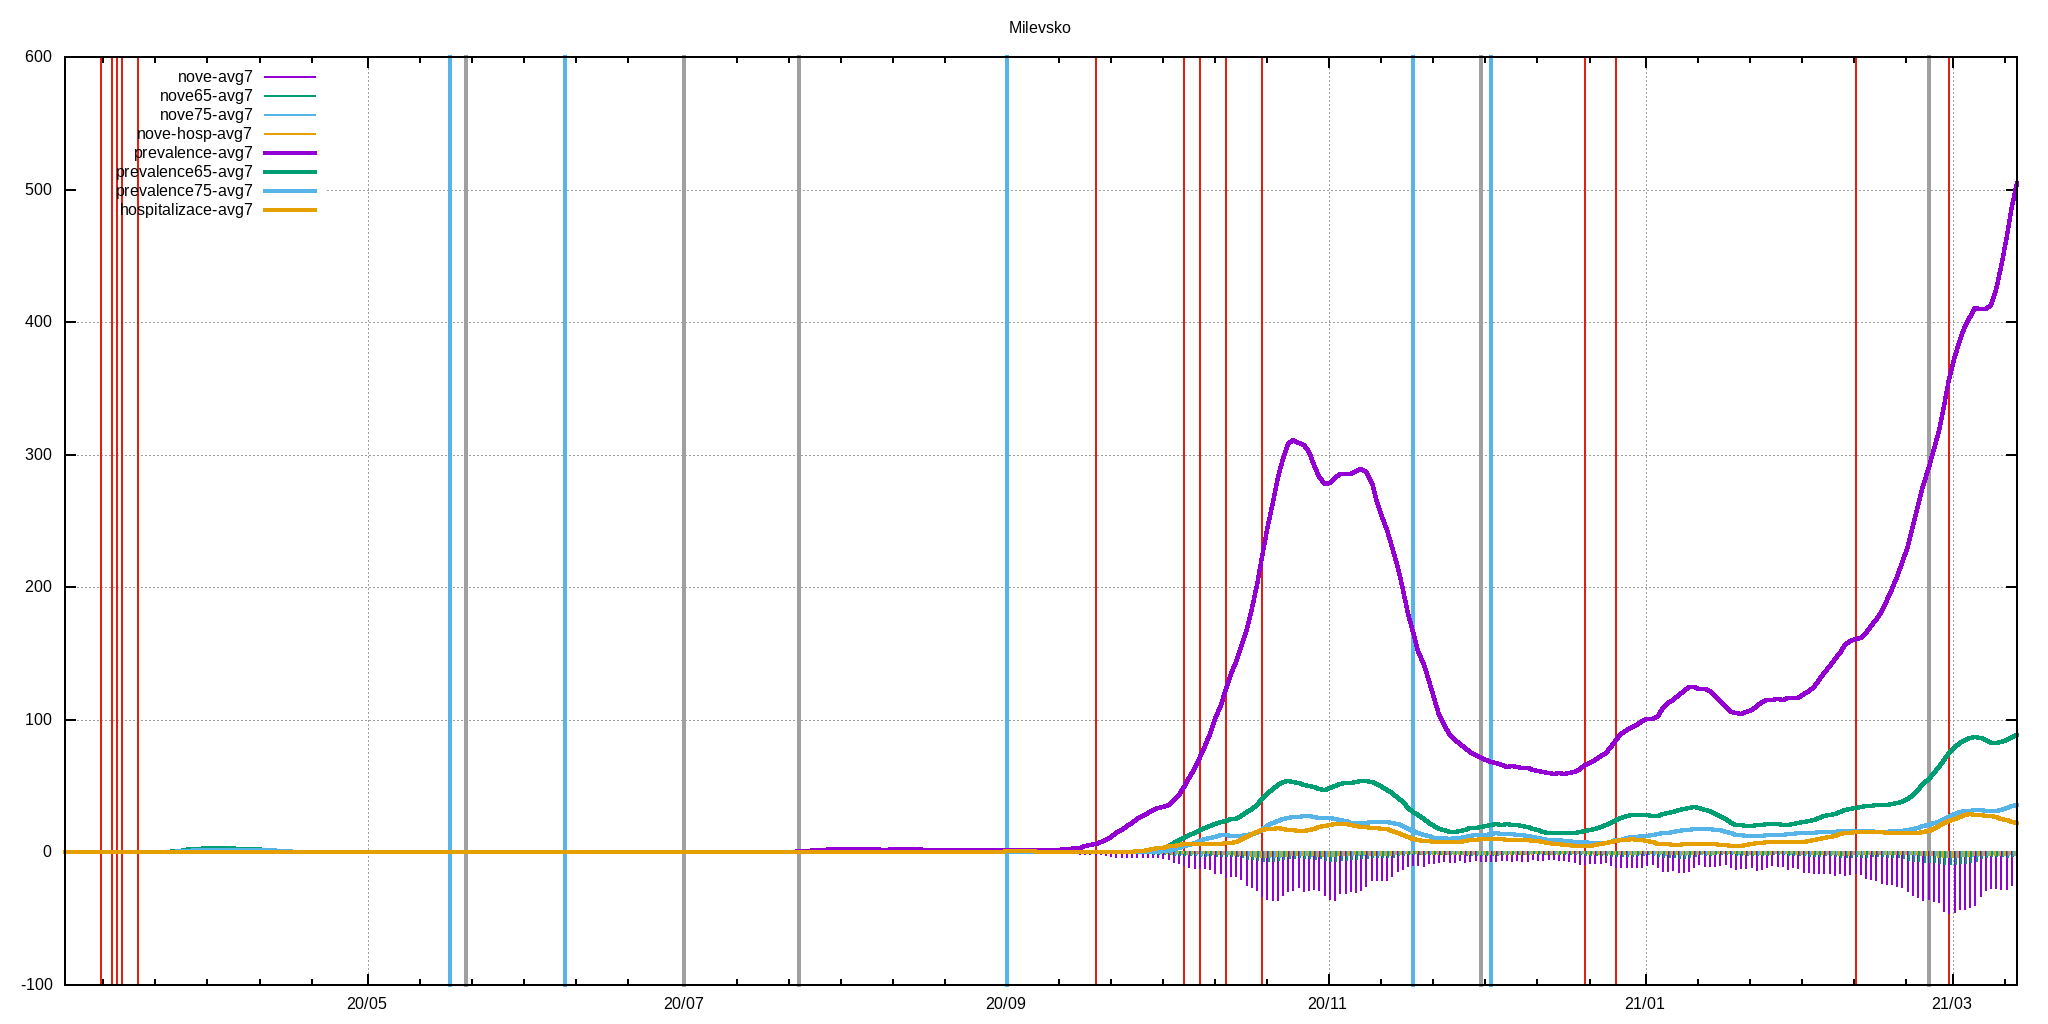 Milevsko
600
nove-avg7
nove65-avg7
nove75-avg7
nove-hosp-avg7
prevalence-avg7
prevalence65-avg7
prevalence75-avg7
hospitalizace-avg7
500
400
300
200
100
0
-100
20/05 20/07 20/09 20/11 21/01 21/03